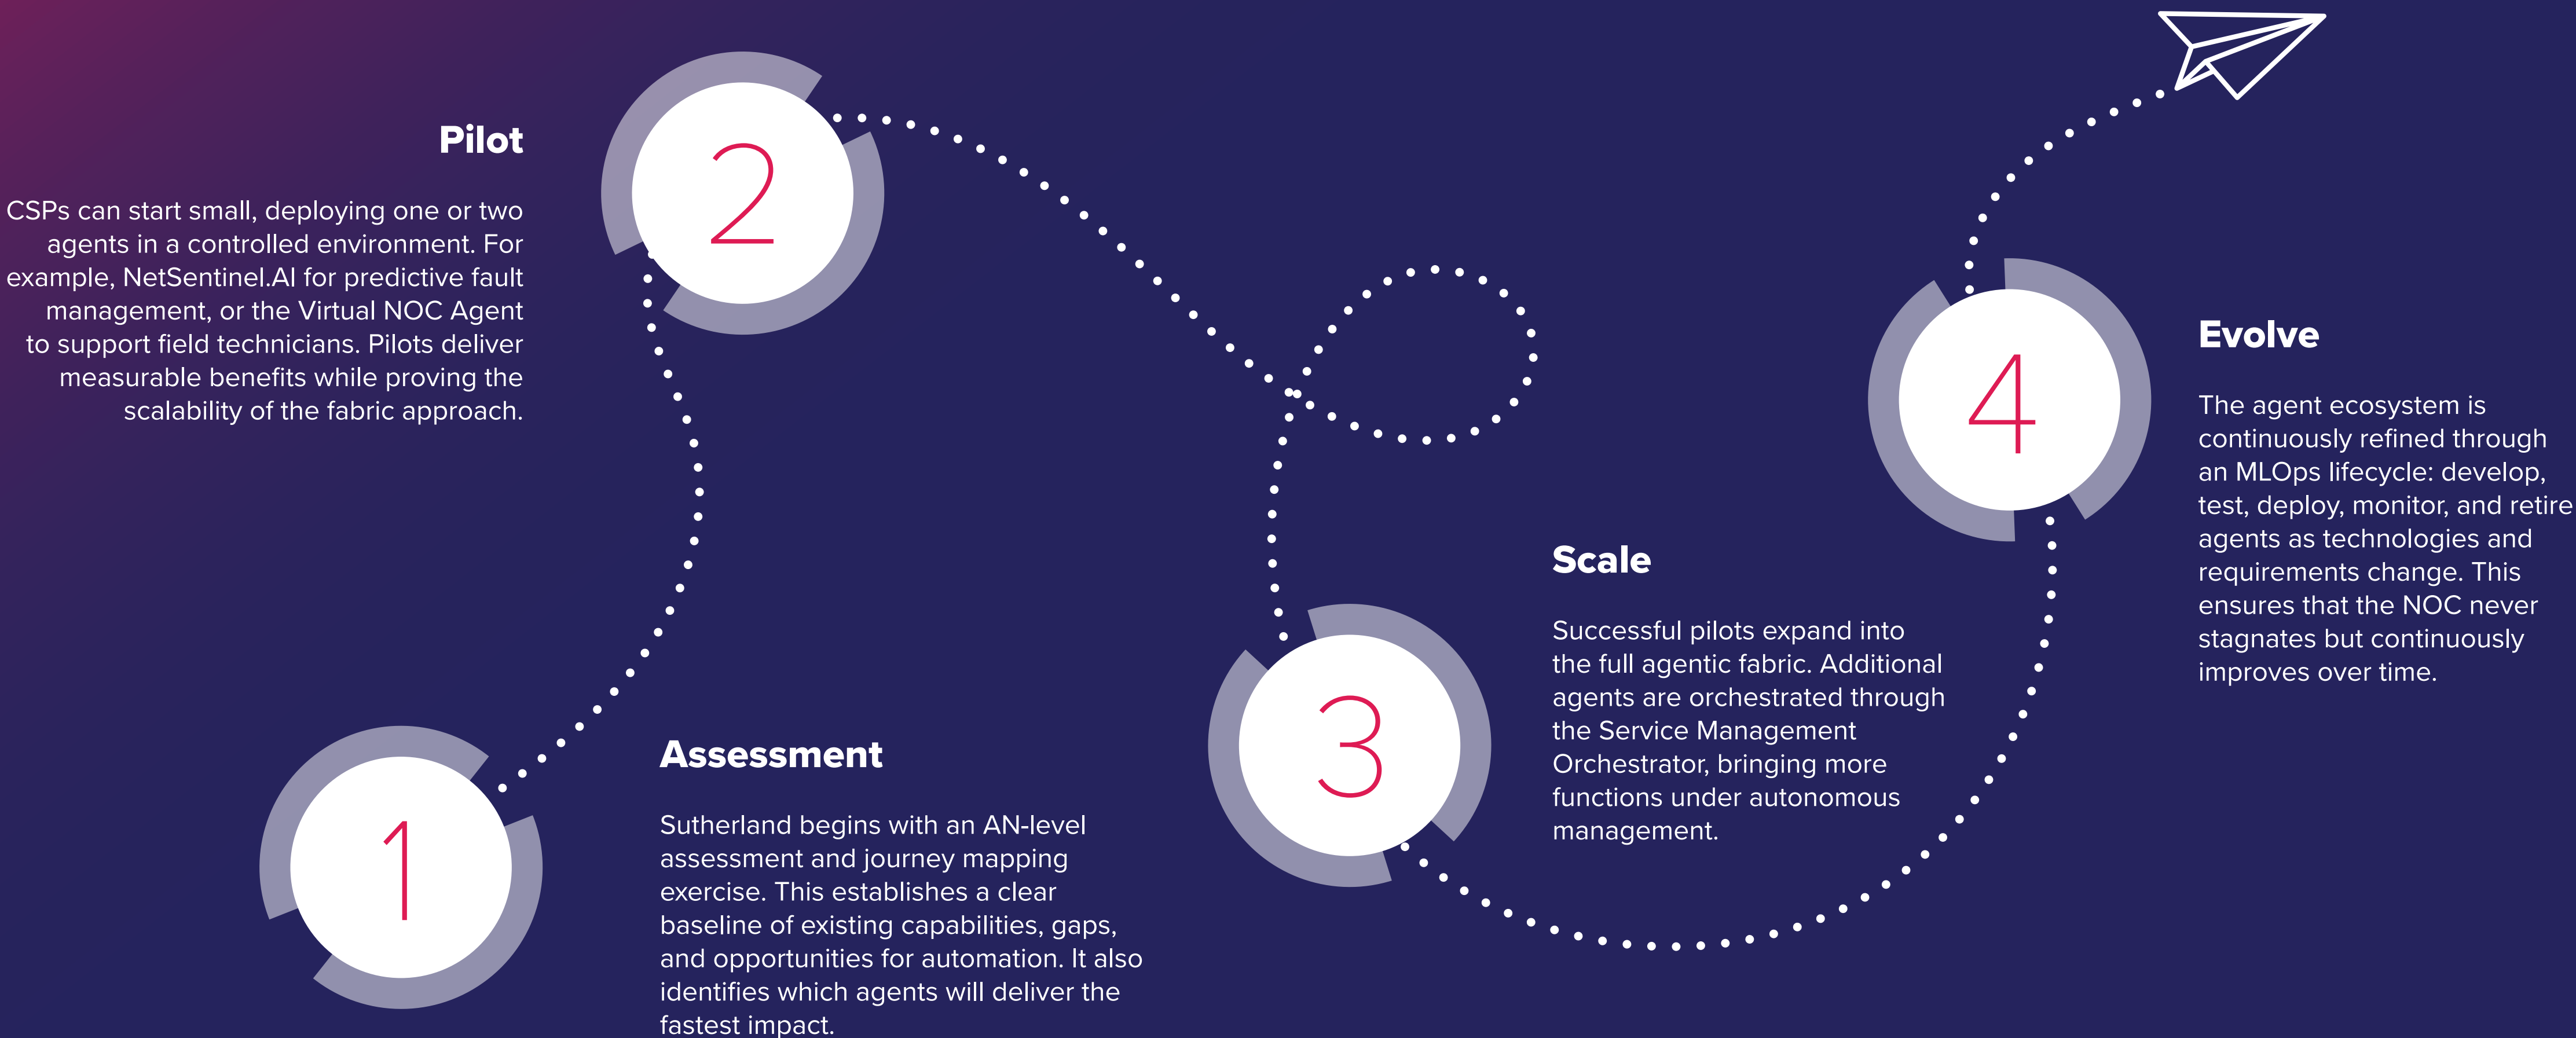 1
Assessment
Sutherland begins with an AN-level
assessment and journey mapping
exercise. This establishes a clear
baseline of existing capabilities, gaps,
and opportunities for automation. It also
identifies which agents will deliver the
fastest impact.
2
Pilot
CSPs can start small, deploying one or two
agents in a controlled environment. For
example, NetSentinel.AI for predictive fault
management, or the Virtual NOC Agent
to support field technicians. Pilots deliver
measurable benefits while proving the
scalability of the fabric approach.
3
Scale
Successful pilots expand into
the full agentic fabric. Additional
agents are orchestrated through
the Service Management
Orchestrator, bringing more
functions under autonomous
management.
4
Evolve
The agent ecosystem is
continuously refined through
an MLOps lifecycle: develop,
test, deploy, monitor, and retire
agents as technologies and
requirements change. This
ensures that the NOC never
stagnates but continuously
improves over time.